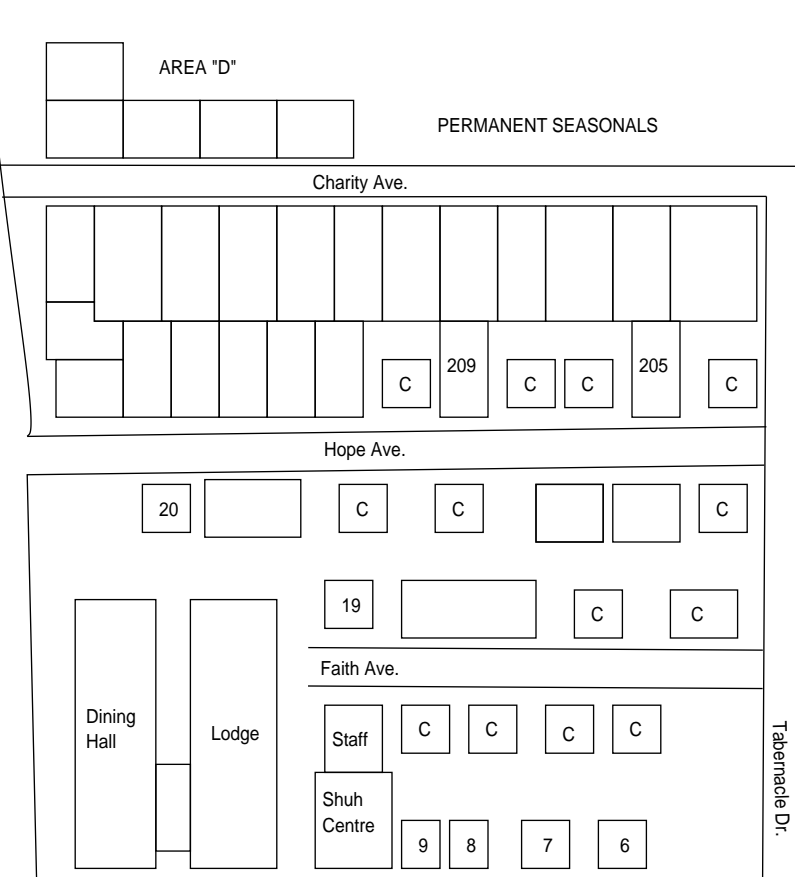 AREA "D"
PERMANENT SEASONALS
Charity Ave.
C
209
C
C
205
C
Hope Ave.
20
C
C
C
19
C
C
Faith Ave.
Dining
Hall
Lodge
Staff
C
C
C
C
Tabernacle Dr.
Shuh
Centre
9
8
7
6